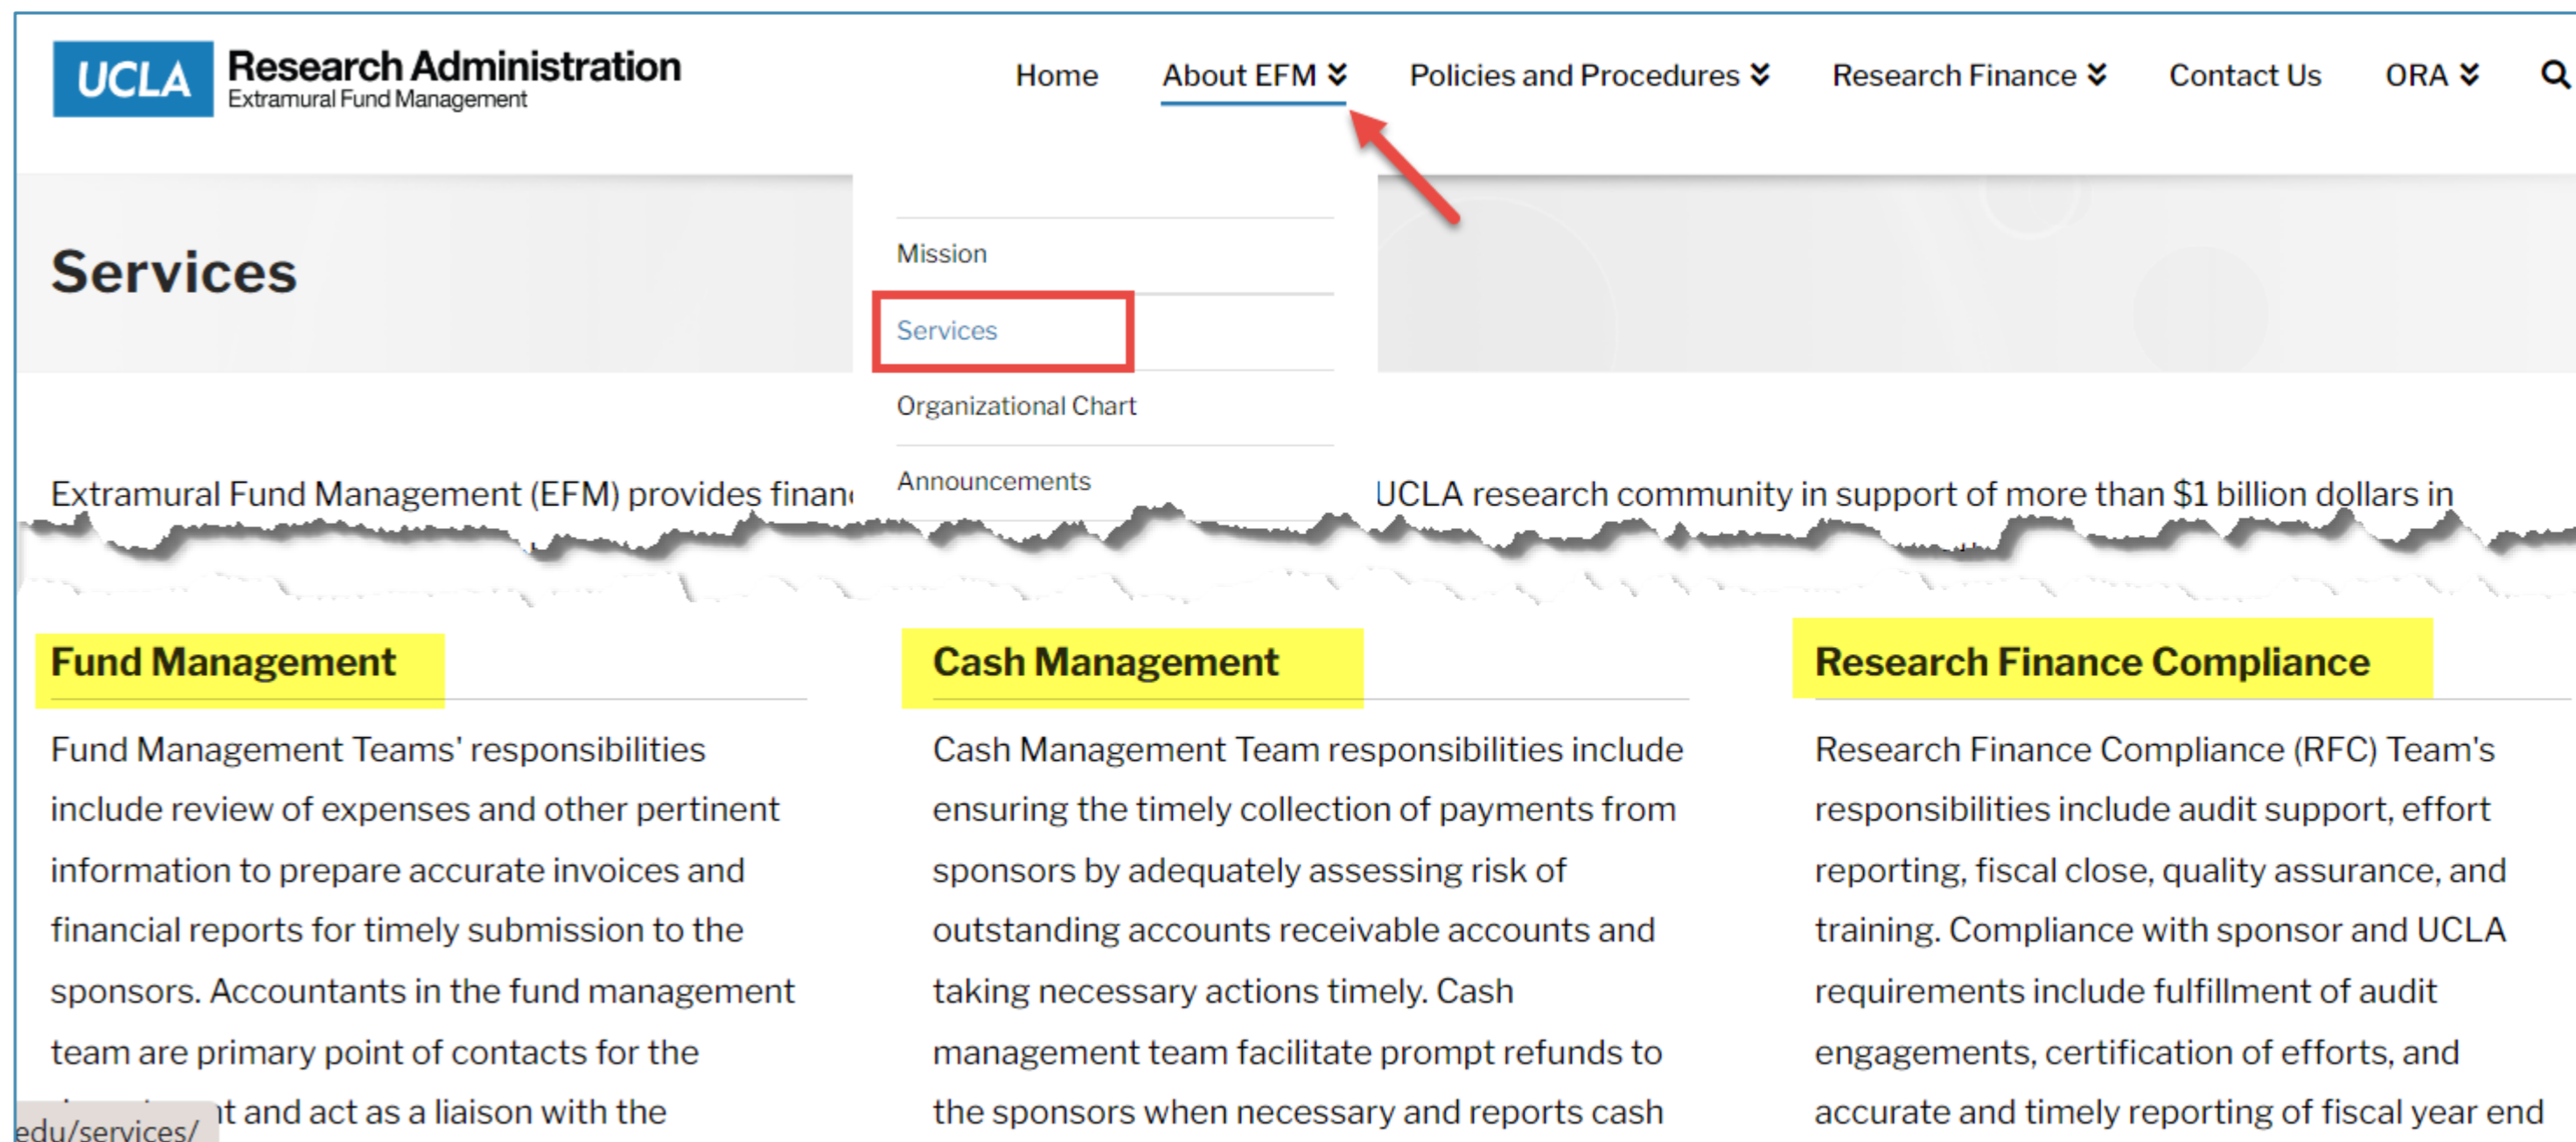 UCLA Research Administration
Extramural Fund Management
Home About EFM Policies and Procedures Research Finance Contact Us ORA
Mission
Services
Organizational Chart
Announcements
Services
Extramural Fund Management (EFM) provides UCLA research community in support of more than $1 billion dollars in
Fund Management
Fund Management Teams' responsibilities
include review of expenses and other pertinent
information to prepare accurate invoices and
financial reports for timely submission to the
sponsors. Accountants in the fund management
team are primary point of contacts for the
and act as a liaison with the
Cash Management
Cash Management Team responsibilities include
ensuring the timely collection of payments from
sponsors by adequately assessing risk of
outstanding accounts receivable accounts and
taking necessary actions timely. Cash
management team facilitate prompt refunds to
the sponsors when necessary and reports cash
Research Finance Compliance
Research Finance Compliance (RFC) Team's
responsibilities include audit support, effort
reporting, fiscal close, quality assurance, and
training. Compliance with sponsor and UCLA
requirements include fulfillment of audit
engagements, certification of efforts, and
accurate and timely reporting of fiscal year end
edu/services/